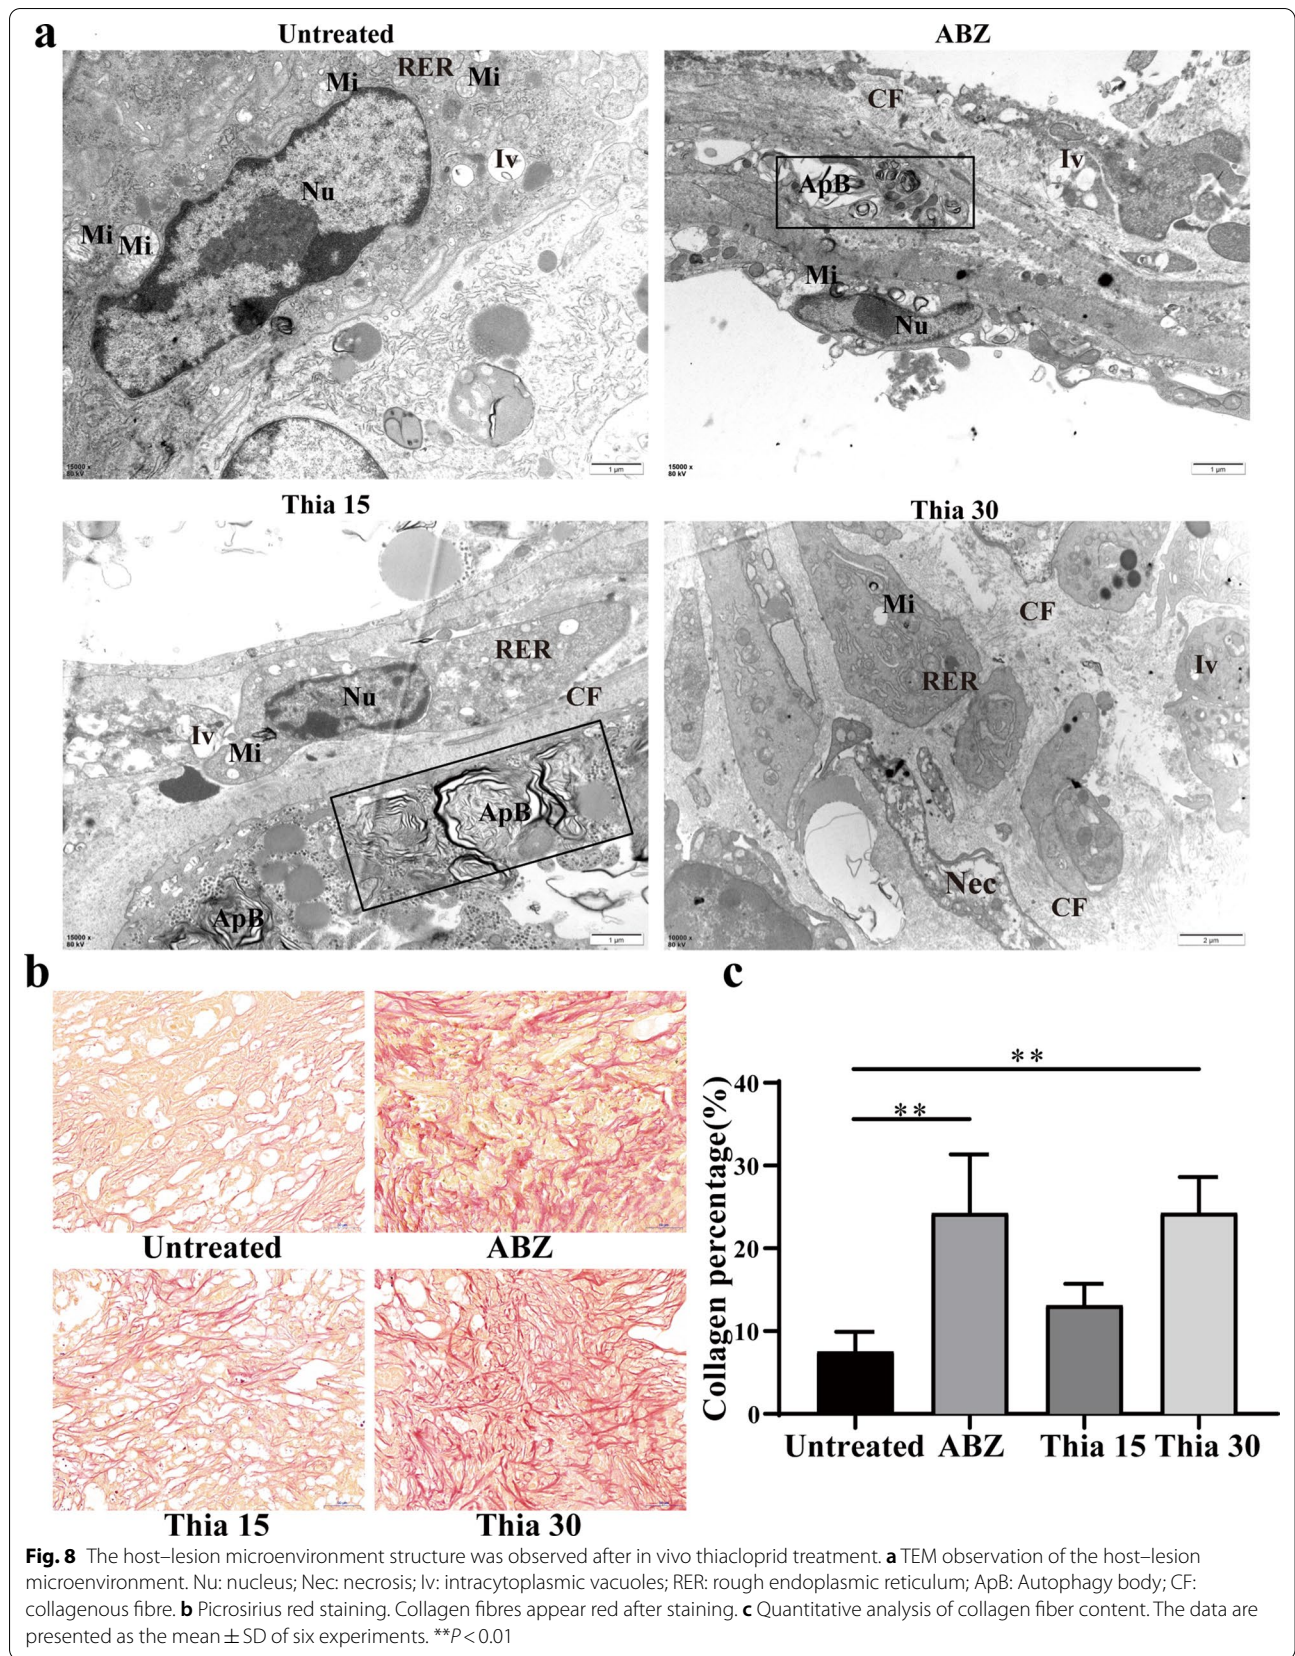 a
Untreated
ABZ
Mi
RER
Mi
Iv
Nu
Mi
Mi
15000 x
80 kV
1 µm
CF
Iv
ApB
Mi
Nu
15000 x
80 kV
1 µm
Thia 15
Thia 30
RER
Nu
CF
Iv
Mi
ApB
ApB
15000 x
80 kV
1 µm
Mi
CF
Iv
RER
Nec
CF
10000 x
80 kV
2 µm
b
Untreated
ABZ
Thia 15
Thia 30
c
Collagen percentage(%)
40
30
20
10
0
**
**
Untreated ABZ Thia 15 Thia 30
Fig. 8 The host–lesion microenvironment structure was observed after in vivo thiacloprid treatment. a TEM observation of the host–lesion
microenvironment. Nu: nucleus; Nec: necrosis; Iv: intracytoplasmic vacuoles; RER: rough endoplasmic reticulum; ApB: Autophagy body; CF:
collagenous fibre. b Picrosirius red staining. Collagen fibres appear red after staining. c Quantitative analysis of collagen fiber content. The data are
presented as the mean ± SD of six experiments. **P < 0.01